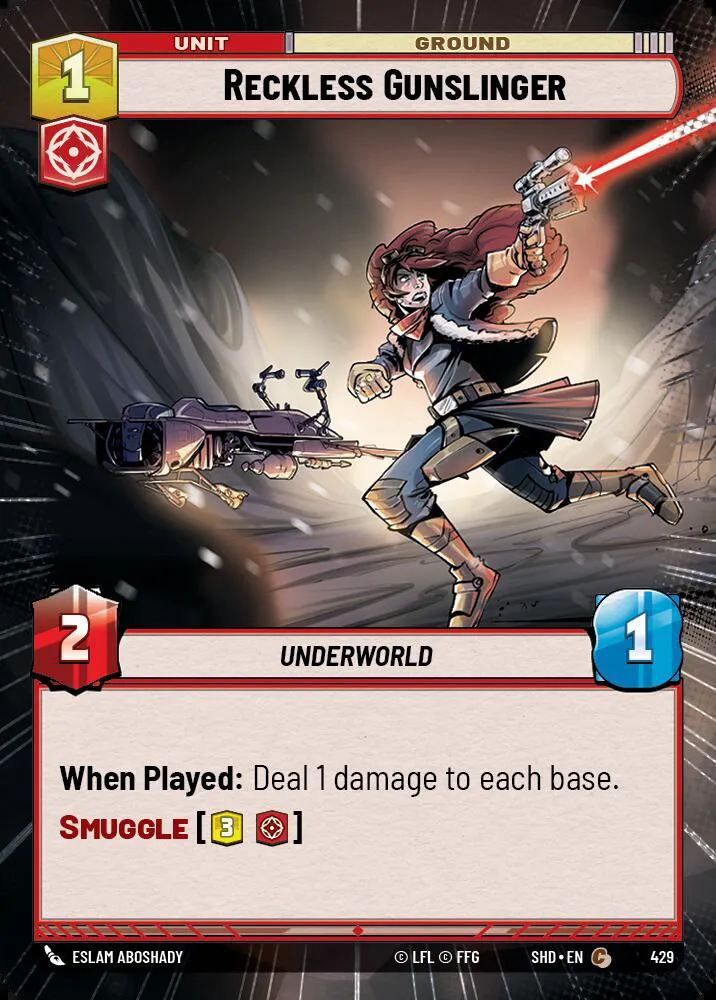 UNIT GROUND
1 RECKLESS GUNSLINGER
2 UNDERWORLD 1
When Played: Deal 1 damage to each base.
SMUGGLE [3 ]
ESLAM ABOSHADY © LFL © FFG SHD • EN C 429